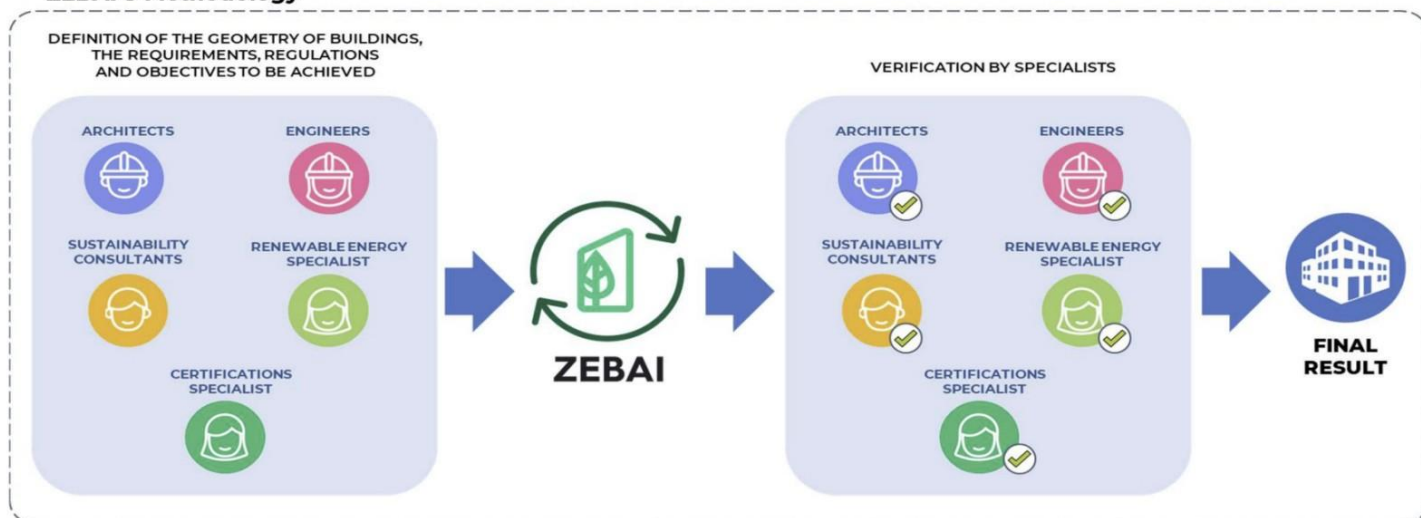 DEFINITION OF THE GEOMETRY OF BUILDINGS,
THE REQUIREMENTS, REGULATIONS
AND OBJECTIVES TO BE ACHIEVED
ARCHITECTS
ENGINEERS
SUSTAINABILITY
CONSULTANTS
RENEWABLE ENERGY
SPECIALIST
CERTIFICATIONS
SPECIALIST
ZEBAI
VERIFICATION BY SPECIALISTS
ARCHITECTS
ENGINEERS
SUSTAINABILITY
CONSULTANTS
RENEWABLE ENERGY
SPECIALIST
CERTIFICATIONS
SPECIALIST
FINAL
RESULT